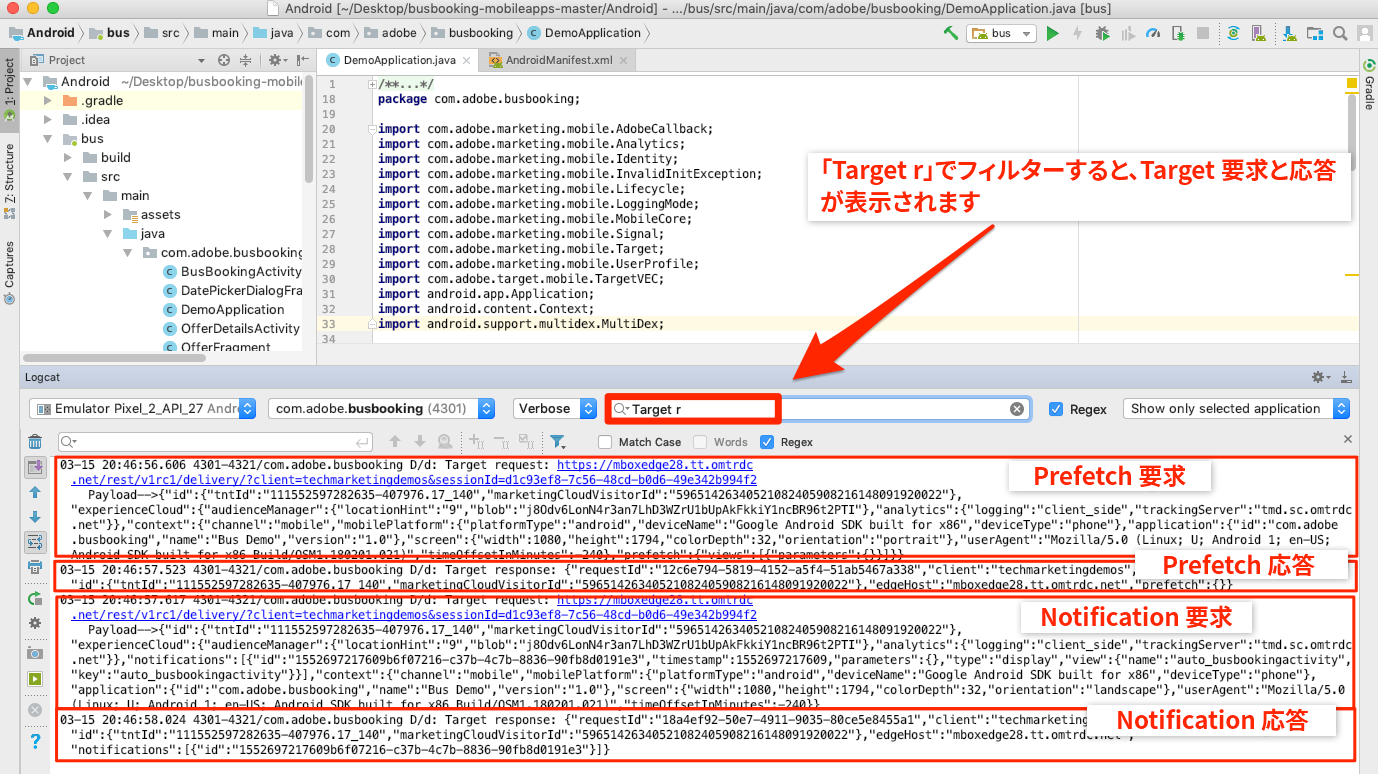 Android [~/Desktop/busbooking-mobileapps-master/Android] - .../bus/src/main/java/com/adobe/busbooking/DemoApplication.java [bus]
Android bus src main java com adobe busbooking DemoApplication
bus
1: Project
Z: Structure
Captures
Gradle
Project
Android ~/Desktop/busbooking-mobil
.gradle
.idea
bus
build
src
main
assets
java
com.adobe.busbooking
BusBookingActivity
DatePickerDialogFra
DemoApplication
OfferDetailsActivity
OfferFragment
DemoApplication.java AndroidManifest.xml
1 /**...*/
18 package com.adobe.busbooking;
19
20 import com.adobe.marketing.mobile.AdobeCallback;
21 import com.adobe.marketing.mobile.Analytics;
22 import com.adobe.marketing.mobile.Identity;
23 import com.adobe.marketing.mobile.InvalidInitException;
24 import com.adobe.marketing.mobile.Lifecycle;
25 import com.adobe.marketing.mobile.LoggingMode;
26 import com.adobe.marketing.mobile.MobileCore;
27 import com.adobe.marketing.mobile.Signal;
28 import com.adobe.marketing.mobile.Target;
29 import com.adobe.marketing.mobile.UserProfile;
30 import com.adobe.target.mobile.TargetVEC;
31 import android.app.Application;
32 import android.content.Context;
33 import android.support.multidex.MultiDex;
34
「Target r」でフィルターすると、Target 要求と応答
が表示されます
Logcat
Emulator Pixel_2_API_27 Andr com.adobe.busbooking (4301) Verbose Target r Regex Show only selected application
Match Case Words Regex
03-15 20:46:56.606 4301-4321/com.adobe.busbooking D/d: Target request: https://mboxedge28.tt.omtrdc
.net/rest/v1rc1/delivery/?client=techmarketingdemos&sessionId=d1c93ef8-7c56-48cd-b0d6-49e342b994f2
Payload-->{"id":{"tntId":"111552597282635-407976.17_140","marketingCloudVisitorId":"59651426340521082405908216148091920022"},
"experienceCloud":{"audienceManager":{"locationHint":"9","blob":"j8Odv6LonN4r3an7LhD3WZrU1bUpAkFkkiY1ncBR96t2PTI"},"analytics":{"logging":"client_side","trackingServer":"tmd.sc.omtrdc
.net"}},"context":{"channel":"mobile","mobilePlatform":{"platformType":"android","deviceName":"Google Android SDK built for x86","deviceType":"phone"},"application":{"id":"com.adobe
.busbooking","name":"Bus Demo","version":"1.0"},"screen":{"width":1080,"height":1794,"colorDepth":32,"orientation":"portrait"},"userAgent":"Mozilla/5.0 (Linux; U; Android 1; en-US;
Android SDK built for x86 Build/OSM1.180201.021)","timeOffsetInMinutes":-240},"prefetch":{"views":[{"parameters":{}}]}}
Prefetch 要求
03-15 20:46:57.523 4301-4321/com.adobe.busbooking D/d: Target response: {"requestId":"12c6e794-5819-4152-a5f4-51ab5467a338","client":"techmarketingdemos",
"id":{"tntId":"111552597282635-407976.17_140","marketingCloudVisitorId":"59651426340521082405908216148091920022"},"edgeHost":"mboxedge28.tt.omtrdc.net","prefetch":{}}
Prefetch 応答
03-15 20:46:57.617 4301-4321/com.adobe.busbooking D/d: Target request: https://mboxedge28.tt.omtrdc
.net/rest/v1rc1/delivery/?client=techmarketingdemos&sessionId=d1c93ef8-7c56-48cd-b0d6-49e342b994f2
Payload-->{"id":{"tntId":"111552597282635-407976.17_140","marketingCloudVisitorId":"59651426340521082405908216148091920022"},
"experienceCloud":{"audienceManager":{"locationHint":"9","blob":"j8Odv6LonN4r3an7LhD3WZrU1bUpAkFkkiY1ncBR96t2PTI"},"analytics":{"logging":"client_side","trackingServer":"tmd.sc.omtrdc
.net"}},"notifications":[{"id":"1552697217609b6f07216-c37b-4c7b-8836-90fb8d0191e3","timestamp":1552697217609,"parameters":{},"type":"display","view":{"name":"auto_busbookingactivity",
"key":"auto_busbookingactivity"}}],"context":{"channel":"mobile","mobilePlatform":{"platformType":"android","deviceName":"Google Android SDK built for x86","deviceType":"phone"},
"application":{"id":"com.adobe.busbooking","name":"Bus Demo","version":"1.0"},"screen":{"width":1080,"height":1794,"colorDepth":32,"orientation":"landscape"},"userAgent":"Mozilla/5.0
(Linux; U; Android 1; en-US; Android SDK built for x86 Build/OSM1.180201.021)","timeOffsetInMinutes":-240}}
Notification 要求
03-15 20:46:58.024 4301-4321/com.adobe.busbooking D/d: Target response: {"requestId":"18a4ef92-50e7-4911-9035-80ce5e8455a1","client":"techmarketing
"id":{"tntId":"111552597282635-407976.17_140","marketingCloudVisitorId":"59651426340521082405908216148091920022"},"edgeHost":"mboxedge28.tt.omtrdc.net",
"notifications":[{"id":"1552697217609b6f07216-c37b-4c7b-8836-90fb8d0191e3"}]}
Notification 応答